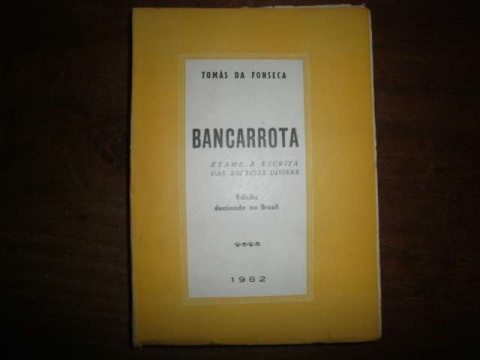 TOMÁS DA FONSECA
BANCARROTA
EXAME À ESCRITA
DAS AGÊNCIAS DIVINAS
Edição
destinada ao Brasil
1962